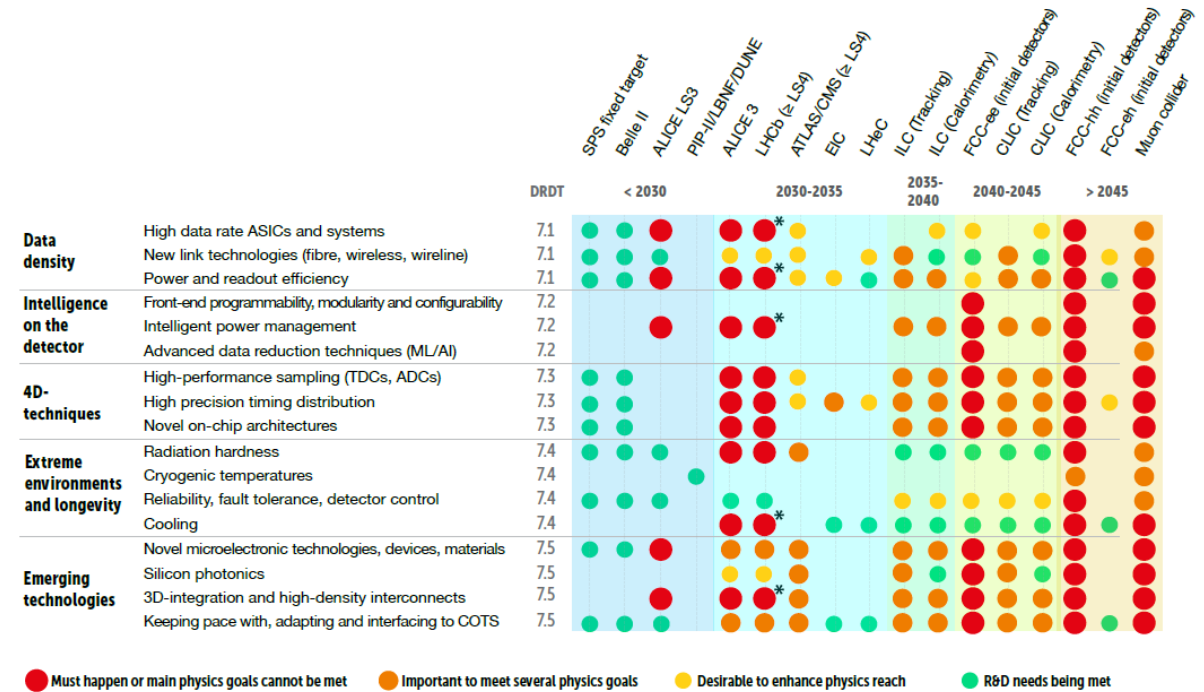 SPS fixed target
Belle II
ALICE LS3
PIP-II/LBNF/DUNE
ALICE 3
LHCb (≥ LS4)
ATLAS/CMS (≥ LS4)
EIC
LHeC
ILC (Tracking)
ILC (Calorimetry)
FCC-ee (initial detectors)
CLIC (Tracking)
CLIC (Calorimetry)
FCC-hh (initial detectors)
FCC-eh (initial detectors)
Muon collider
DRDT
< 2030
2030-2035
2035-
2040
2040-2045
> 2045
Data
density
High data rate ASICs and systems 7.1 *
New link technologies (fibre, wireless, wireline) 7.1
Power and readout efficiency 7.1 *
Intelligence
on the
detector
Front-end programmability, modularity and configurability 7.2
Intelligent power management 7.2 *
Advanced data reduction techniques (ML/AI) 7.2
4D-
techniques
High-performance sampling (TDCs, ADCs) 7.3
High precision timing distribution 7.3
Novel on-chip architectures 7.3
Extreme
environments
and longevity
Radiation hardness 7.4
Cryogenic temperatures 7.4
Reliability, fault tolerance, detector control 7.4
Cooling 7.4 *
Emerging
technologies
Novel microelectronic technologies, devices, materials 7.5
Silicon photonics 7.5
3D-integration and high-density interconnects 7.5 *
Keeping pace with, adapting and interfacing to COTS 7.5
Must happen or main physics goals cannot be met
Important to meet several physics goals
Desirable to enhance physics reach
R&D needs being met